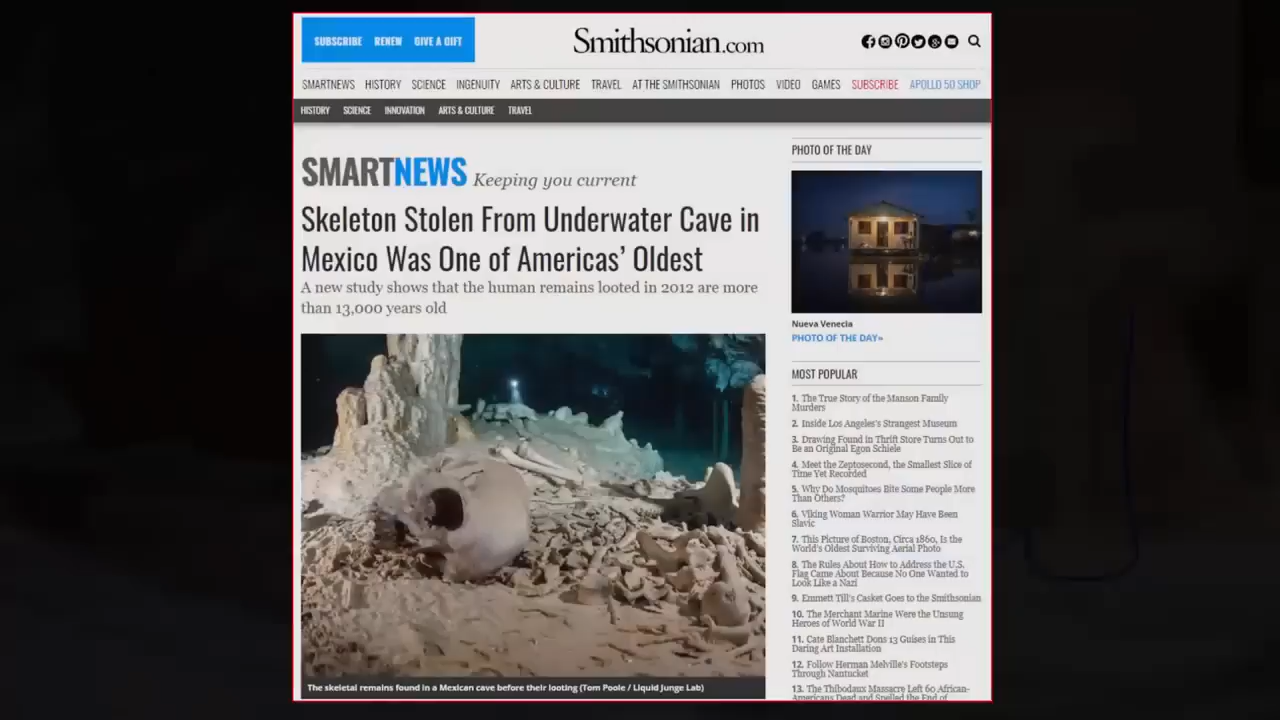 SUBSCRIBE RENEW GIVE A GIFT
Smithsonian.com
SMARTNEWS HISTORY SCIENCE INGENUITY ARTS & CULTURE TRAVEL AT THE SMITHSONIAN PHOTOS VIDEO GAMES SUBSCRIBE APOLLO 50 SHOP
HISTORY SCIENCE INNOVATION ARTS & CULTURE TRAVEL
SMARTNEWS Keeping you current
Skeleton Stolen From Underwater Cave in
Mexico Was One of Americas' Oldest
A new study shows that the human remains looted in 2012 are more
than 13,000 years old
The skeletal remains found in a Mexican cave before their looting (Tom Poole / Liquid Junge Lab)
PHOTO OF THE DAY
Nueva Venecia
PHOTO OF THE DAY»
MOST POPULAR
1. The True Story of the Manson Family
Murders
2. Inside Los Angeles's Strangest Museum
3. Drawing Found in Thrift Store Turns Out to
Be an Original Egon Schiele
4. Meet the Zeptosecond, the Smallest Slice of
Time Yet Recorded
5. Why Do Mosquitoes Bite Some People More
Than Others?
6. Viking Woman Warrior May Have Been
Slavic
7. This Picture of Boston, Circa 1860, Is the
World's Oldest Surviving Aerial Photo
8. The Rules About How to Address the U.S.
Flag Came About Because No One Wanted to
Look Like a Nazi
9. Emmett Till's Casket Goes to the Smithsonian
10. The Merchant Marine Were the Unsung
Heroes of World War II
11. Cate Blanchett Dons 13 Guises in This
Daring Art Installation
12. Follow Herman Melville's Footsteps
Through Nantucket
13. The Thibodaux Massacre Left 60 African-
Americans Dead and Spelled the End of